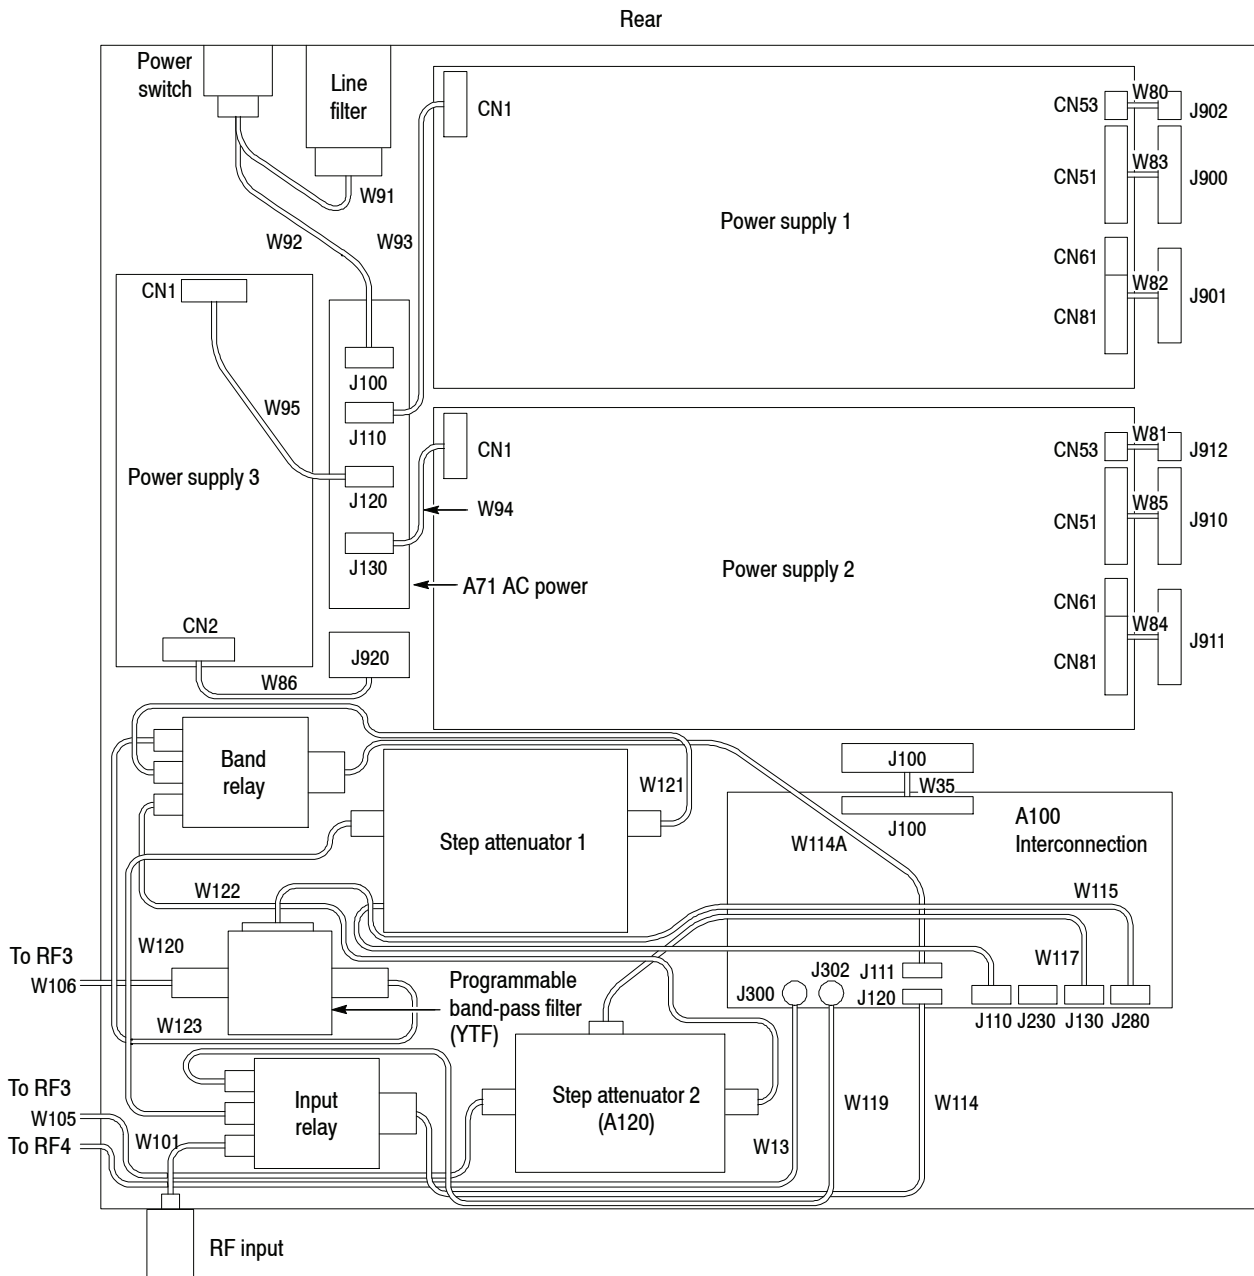 Rear
Power
switch
Line
filter
CN1
CN53
W80
J902
CN51
W83
J900
W91
W92
W93
Power supply 1
CN61
W82
J901
CN81
CN1
J100
W95
J110
CN1
CN53
W81
J912
Power supply 3
J120
W94
CN51
W85
J910
J130
A71 AC power
Power supply 2
CN61
W84
J911
CN81
CN2
J920
W86
Band
relay
W121
J100
W35
J100
A100
Interconnection
Step attenuator 1
W114A
W122
W115
W120
To RF3
W106
W117
Programmable
band-pass filter
(YTF)
J302
J111
J300
J120
J110
J230
J130
J280
W123
To RF3
W105
To RF4
W101
Input
relay
Step attenuator 2
(A120)
W13
W119
W114
RF input